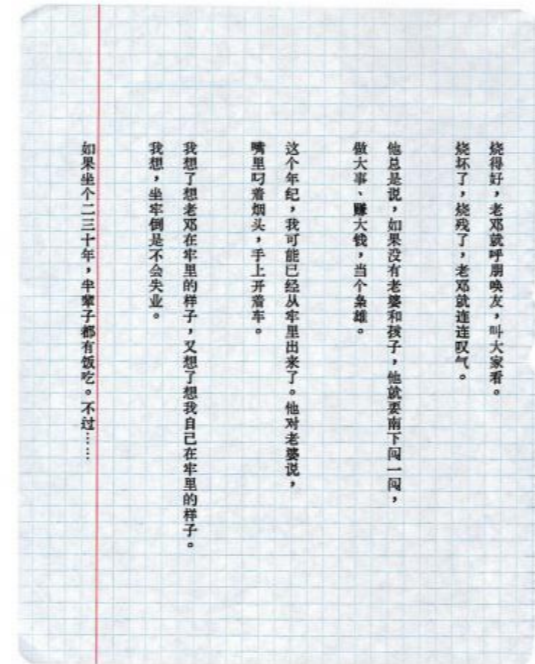 烧得好，老邓就呼朋唤友，叫大家看。
烧坏了，烧残了，老邓就连连叹气。
他总是说，如果没有老婆和孩子，他就要南下闯一闯，
做大事、赚大钱，当个枭雄。
这个年纪，我可能已经从牢里出来了。他对老婆说，
嘴里叼着烟头，手上开着车。
我想了想老邓在牢里的样子，又想了想我自己在牢里的样子。
我想，坐牢倒是不会失业。
如果坐个二三十年，半辈子都有饭吃。不过……